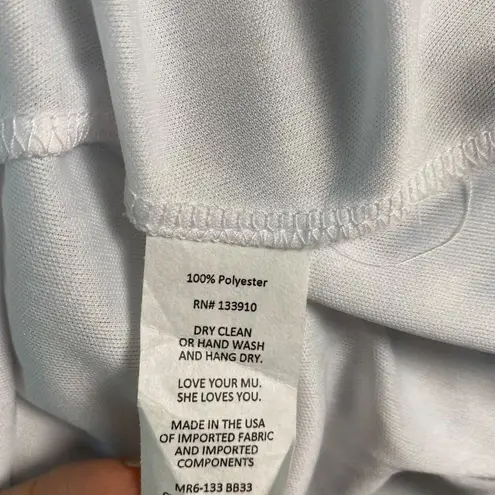 100% Polyester
RN# 133910
DRY CLEAN
OR HAND WASH
AND HANG DRY.
LOVE YOUR MU.
SHE LOVES YOU.
MADE IN THE USA
OF IMPORTED FABRIC
AND IMPORTED
COMPONENTS
MR6-133 BB33